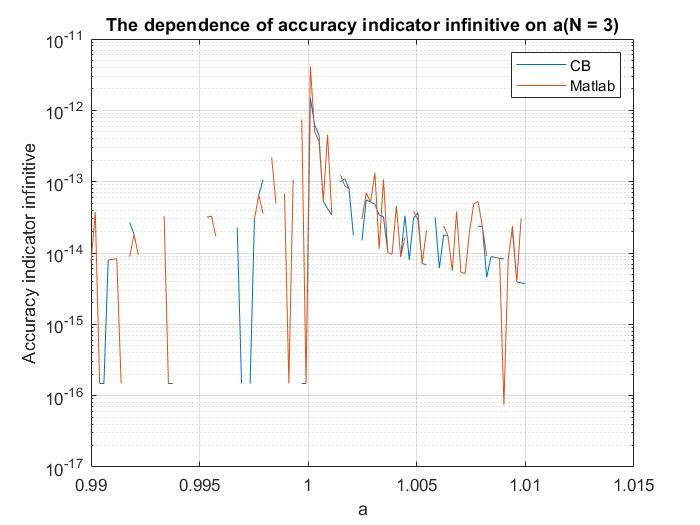 The dependence of accuracy indicator infinitive on a(N = 3)
10^-11
10^-12
10^-13
10^-14
10^-15
10^-16
10^-17
Accuracy indicator infinitive
CB
Matlab
0.99 0.995 1 1.005 1.01 1.015
a